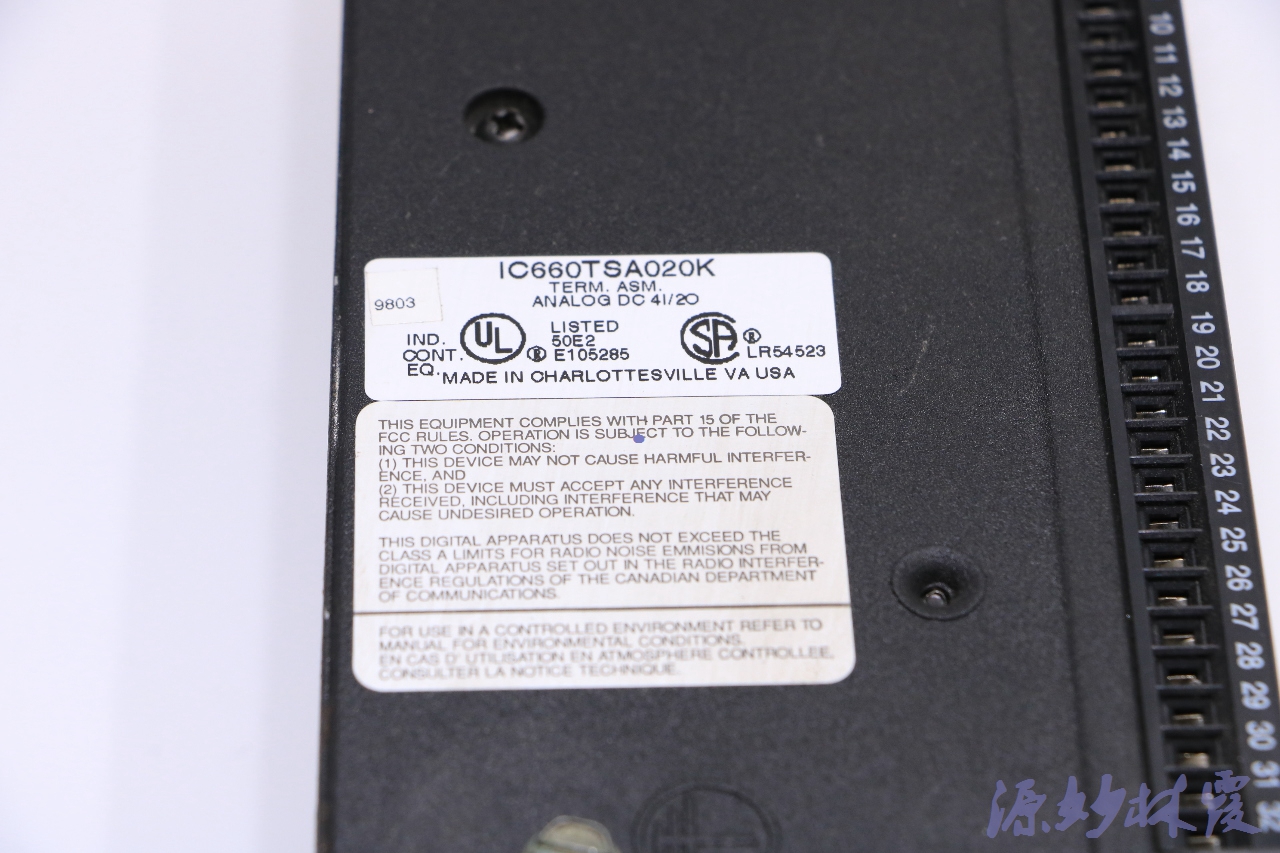 IC660TSA020K
TERM. ASM.
ANALOG DC 4I/2O
9803
IND.
CONT.
EQ.
UL
®
LISTED
50E2
E105285
SA
®
LR54523
MADE IN CHARLOTTESVILLE VA USA
THIS EQUIPMENT COMPLIES WITH PART 15 OF THE
FCC RULES. OPERATION IS SUBJECT TO THE FOLLOW-
ING TWO CONDITIONS:
(1) THIS DEVICE MAY NOT CAUSE HARMFUL INTERFER-
ENCE, AND
(2) THIS DEVICE MUST ACCEPT ANY INTERFERENCE
RECEIVED, INCLUDING INTERFERENCE THAT MAY
CAUSE UNDESIRED OPERATION.
THIS DIGITAL APPARATUS DOES NOT EXCEED THE
CLASS A LIMITS FOR RADIO NOISE EMMISIONS FROM
DIGITAL APPARATUS SET OUT IN THE RADIO INTERFER-
ENCE REGULATIONS OF THE CANADIAN DEPARTMENT
OF COMMUNICATIONS.
FOR USE IN A CONTROLLED ENVIRONMENT REFER TO
MANUAL FOR ENVIRONMENTAL CONDITIONS.
EN CAS D' UTILISATION EN ATMOSPHERE CONTROLLEE,
CONSULTER LA NOTICE TECHNIQUE.
10
11
12
13
14
15
16
17
18
19
20
21
22
23
24
25
26
27
28
29
30
31
32
源妙林霞